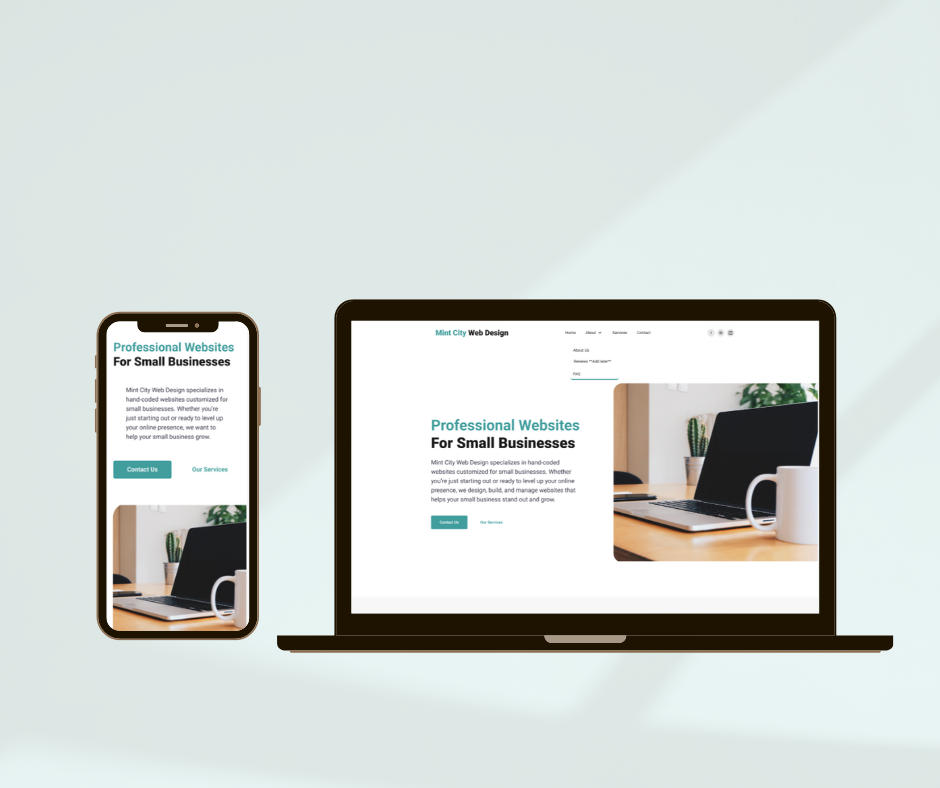 Professional Websites
For Small Businesses
Mint City Web Design specializes in
hand-coded websites customized for
small businesses. Whether you're
just starting out or ready to level up
your online presence, we want to
help your small business grow.
Contact Us
Our Services
Mint City Web Design
Home
About
Services
Contact
About Us
Reviews **Add later**
FAQ
Professional Websites
For Small Businesses
Mint City Web Design specializes in hand-coded
websites customized for small businesses. Whether
you're just starting out or ready to level up your online
presence, we design, build, and manage websites that
helps your small business stand out and grow.
Contact Us
Our Services